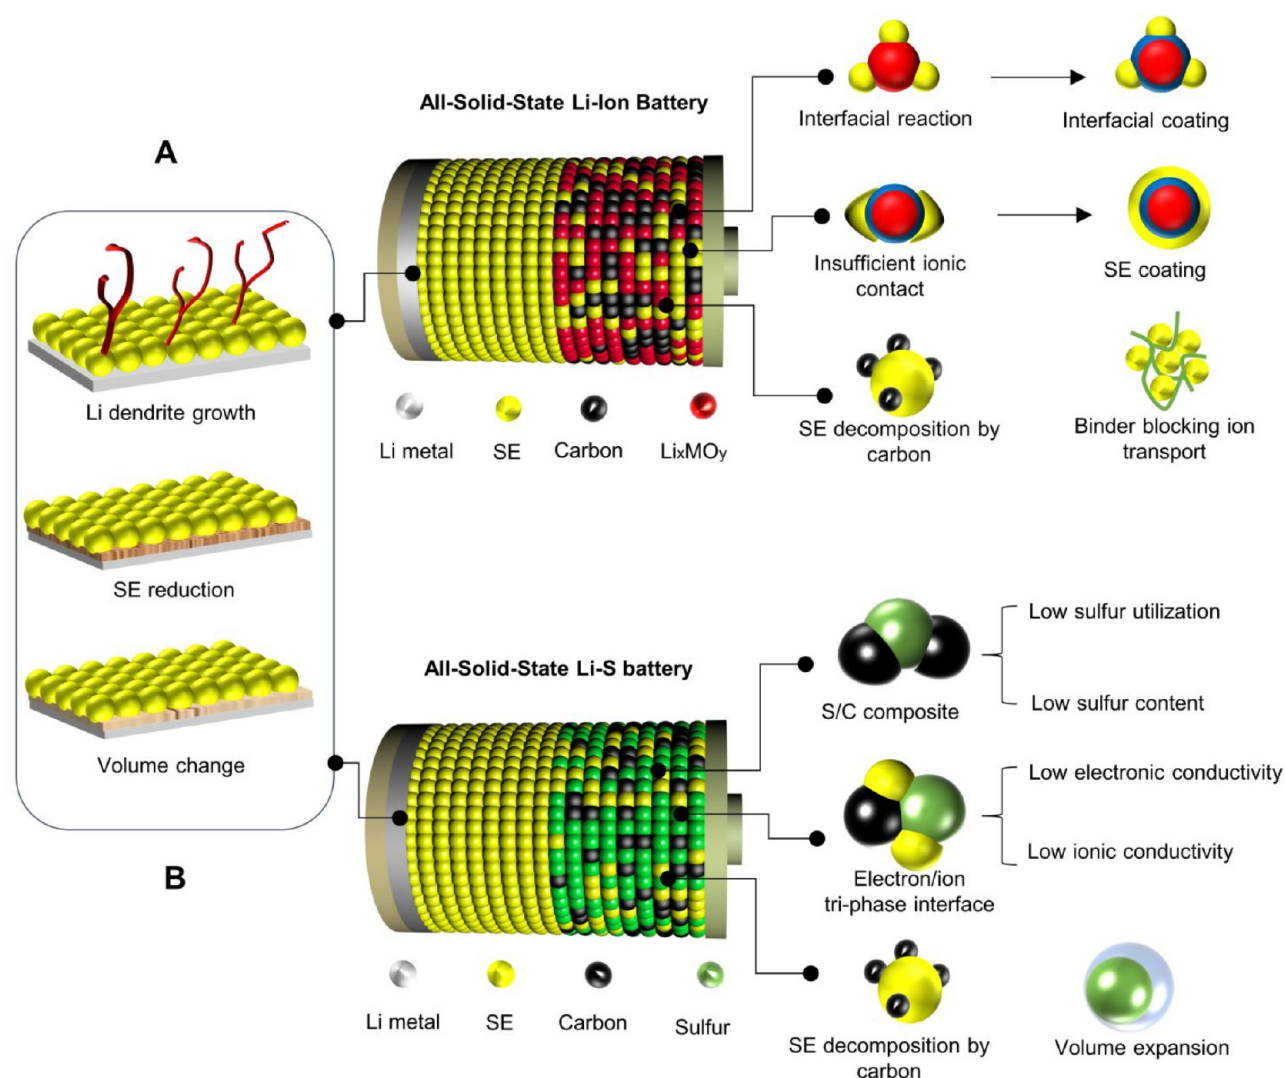 A
Li dendrite growth
SE reduction
Volume change
B
All-Solid-State Li-Ion Battery
Li metal
SE
Carbon
LiₓMOᵧ
Interfacial reaction
Interfacial coating
Insufficient ionic
contact
SE coating
SE decomposition by
carbon
Binder blocking ion
transport
All-Solid-State Li-S battery
Li metal
SE
Carbon
Sulfur
S/C composite
Low sulfur utilization
Low sulfur content
Electron/ion
tri-phase interface
Low electronic conductivity
Low ionic conductivity
SE decomposition by
carbon
Volume expansion